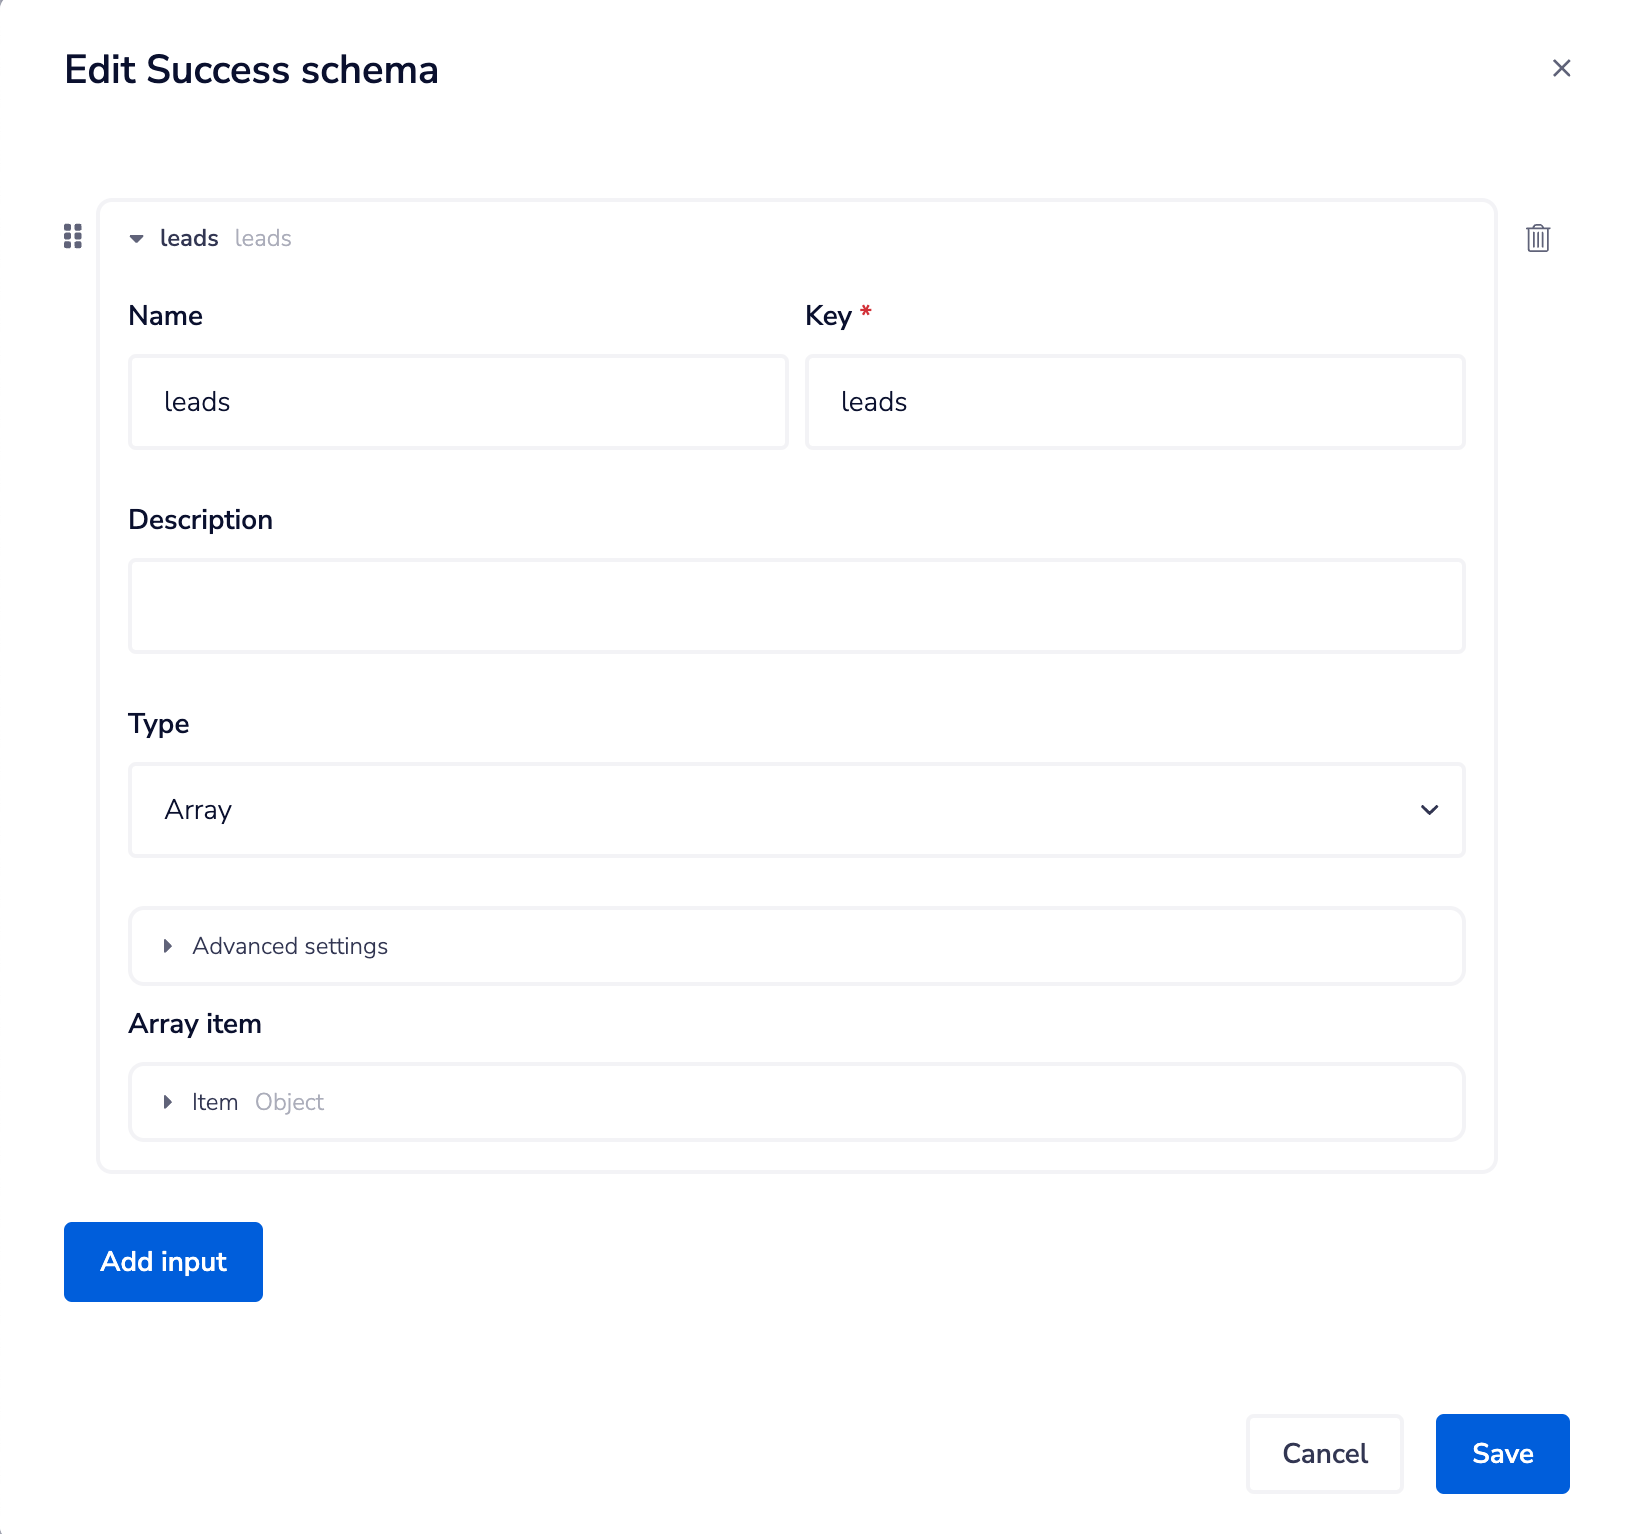 Edit Success schema
leads leads
Name Key *
leads leads
Description
Type
Array
Advanced settings
Array item
Item Object
Add input
Cancel Save